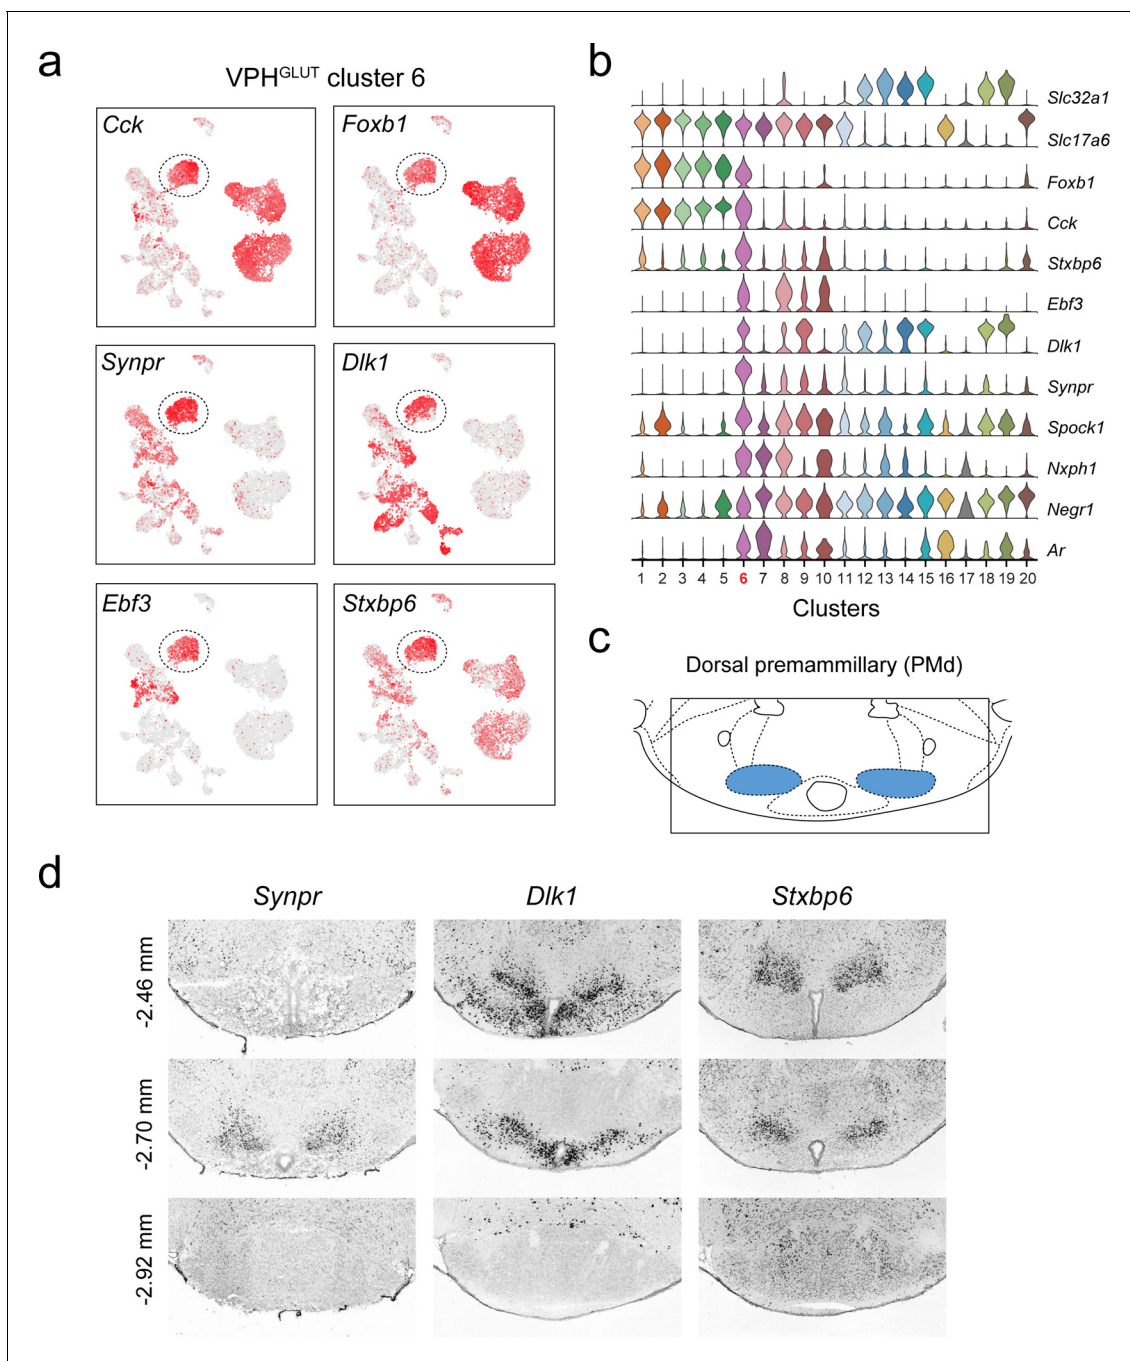 a
VPH^GLUT cluster 6
Cck
Foxb1
Synpr
Dlk1
Ebf3
Stxbp6
b
Slc32a1
Slc17a6
Foxb1
Cck
Stxbp6
Ebf3
Dlk1
Synpr
Spock1
Nxph1
Negr1
Ar
1 2 3 4 5 6 7 8 9 10 11 12 13 14 15 16 17 18 19 20
Clusters
c
Dorsal premammillary (PMd)
d
Synpr Dlk1 Stxbp6
-2.46 mm
-2.70 mm
-2.92 mm